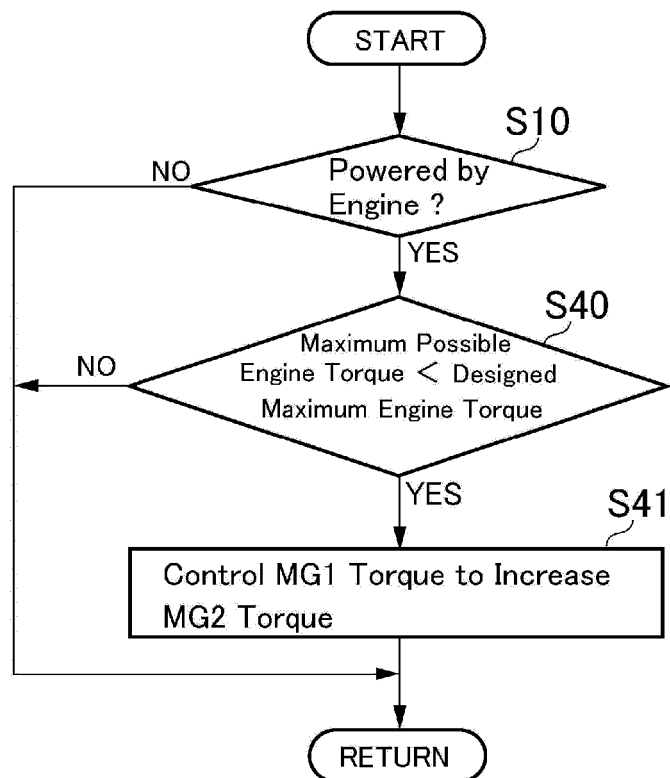 START
S10
NO
Powered by
Engine ?
YES
S40
NO
Maximum Possible
Engine Torque < Designed
Maximum Engine Torque
YES
S41
Control MG1 Torque to Increase
MG2 Torque
RETURN